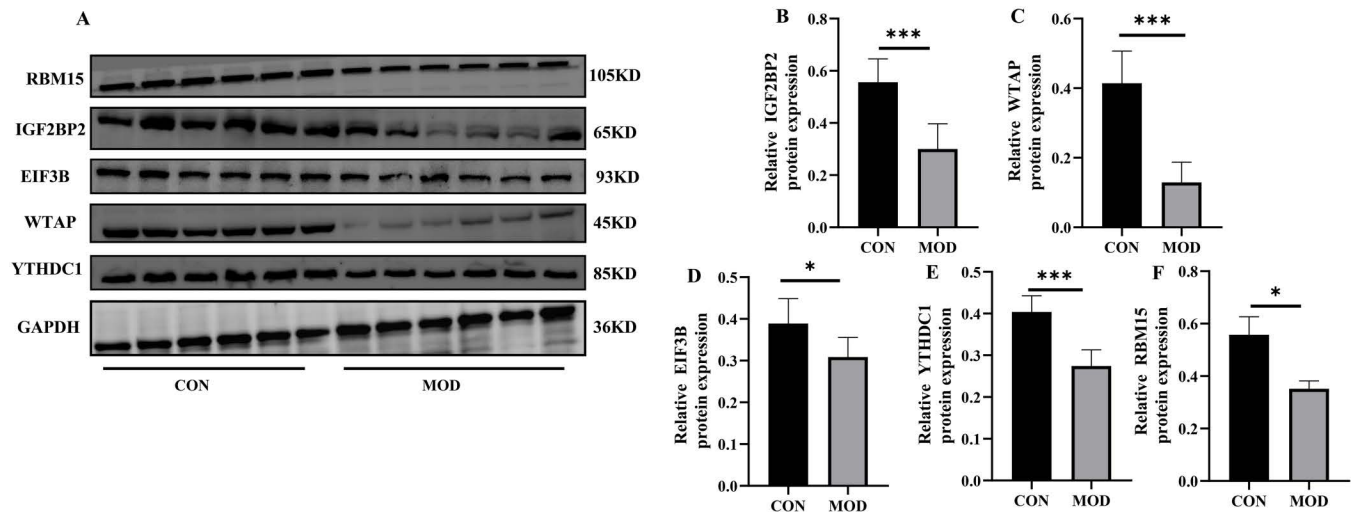 A
RBM15
105KD
IGF2BP2
65KD
EIF3B
93KD
WTAP
45KD
YTHDC1
85KD
GAPDH
36KD
CON
MOD
B
Relative IGF2BP2
protein expression
0.8
0.6
0.4
0.2
0.0
***
CON
MOD
C
Relative WTAP
protein expression
0.6
0.4
0.2
0.0
***
CON
MOD
D
Relative EIF3B
protein expression
0.5
0.4
0.3
0.2
0.1
0.0
*
CON
MOD
E
Relative YTHDC1
protein expression
0.5
0.4
0.3
0.2
0.1
0.0
***
CON
MOD
F
Relative RBM15
protein expression
0.8
0.6
0.4
0.2
0.0
*
CON
MOD